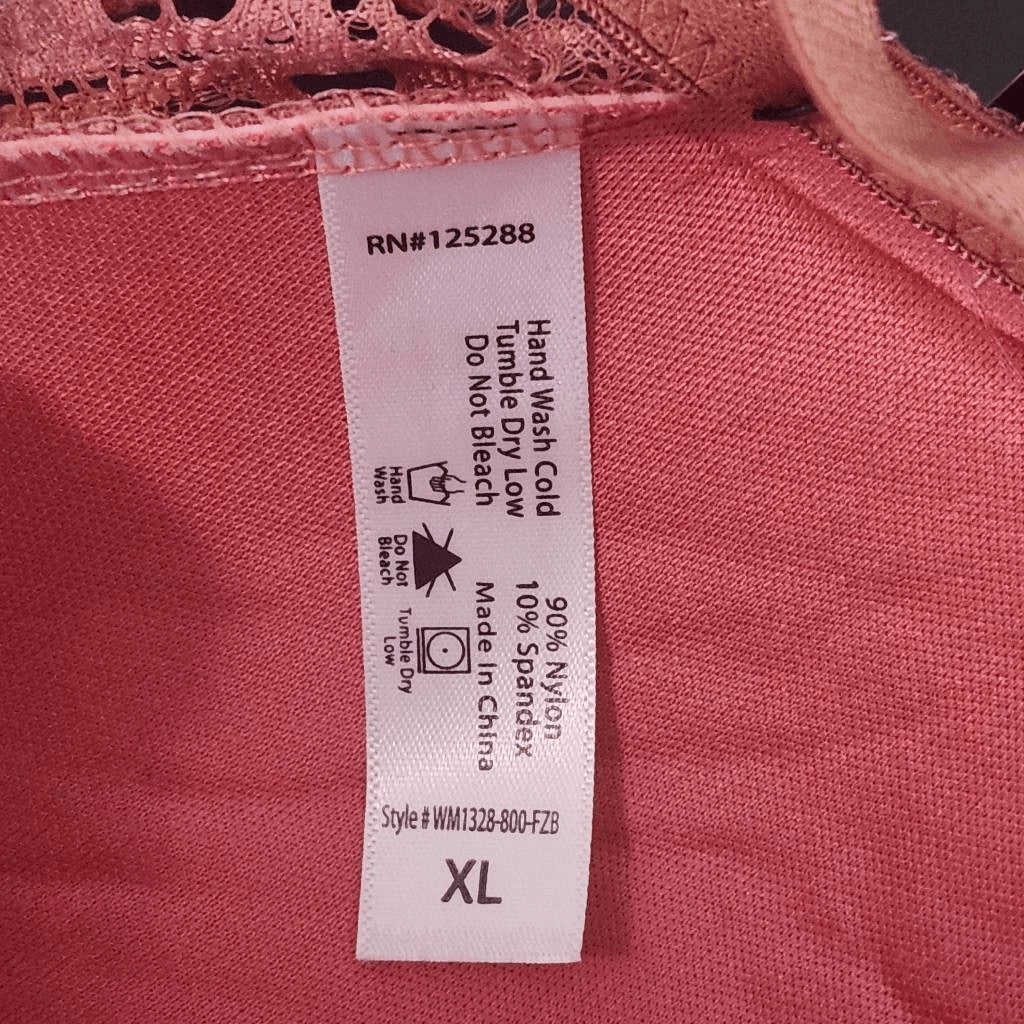 RN#125288
Hand Wash Cold
Tumble Dry Low
Do Not Bleach
90% Nylon
10% Spandex
Made In China
Hand
Wash
Do Not
Bleach
Tumble Dry
Low
Style # WM1328-800-FZB
XL